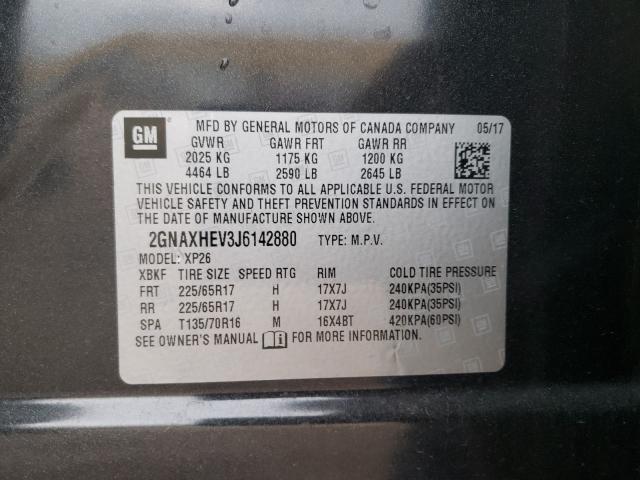 GM
MFD BY GENERAL MOTORS OF CANADA COMPANY 05/17
GVWR GAWR FRT GAWR RR
2025 KG 1175 KG 1200 KG
4464 LB 2590 LB 2645 LB
THIS VEHICLE CONFORMS TO ALL APPLICABLE U.S. FEDERAL MOTOR
VEHICLE SAFETY AND THEFT PREVENTION STANDARDS IN EFFECT ON
THE DATE OF MANUFACTURE SHOWN ABOVE.
2GNAXHEV3J6142880 TYPE: M.P.V.
MODEL: XP26
XBKF TIRE SIZE SPEED RTG RIM COLD TIRE PRESSURE
FRT 225/65R17 H 17X7J 240KPA(35PSI)
RR 225/65R17 H 17X7J 240KPA(35PSI)
SPA T135/70R16 M 16X4BT 420KPA(60PSI)
SEE OWNER'S MANUAL FOR MORE INFORMATION.